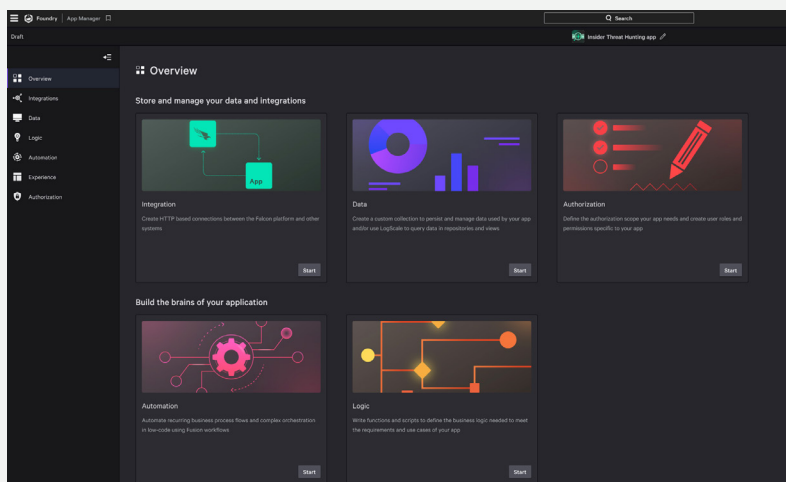 Foundry App Manager
Search
Draft
Insider Threat Hunting app
Overview
Integrations
Data
Logic
Automation
Experience
Authorization
Overview
Store and manage your data and integrations
App
Integration
Create HTTP based connections between the Falcon platform and other
systems
Start
Data
Create a custom collection to persist and manage data used by your app
and/or use LogScale to query data in repositories and views
Start
Authorization
Define the authorization scope your app needs and create user roles and
permissions specific to your app
Start
Build the brains of your application
Automation
Automate recurring business process flows and complex orchestration
in low-code using Fusion workflows
Start
Logic
Write functions and scripts to define the business logic needed to meet
the requirements and use cases of your app
Start